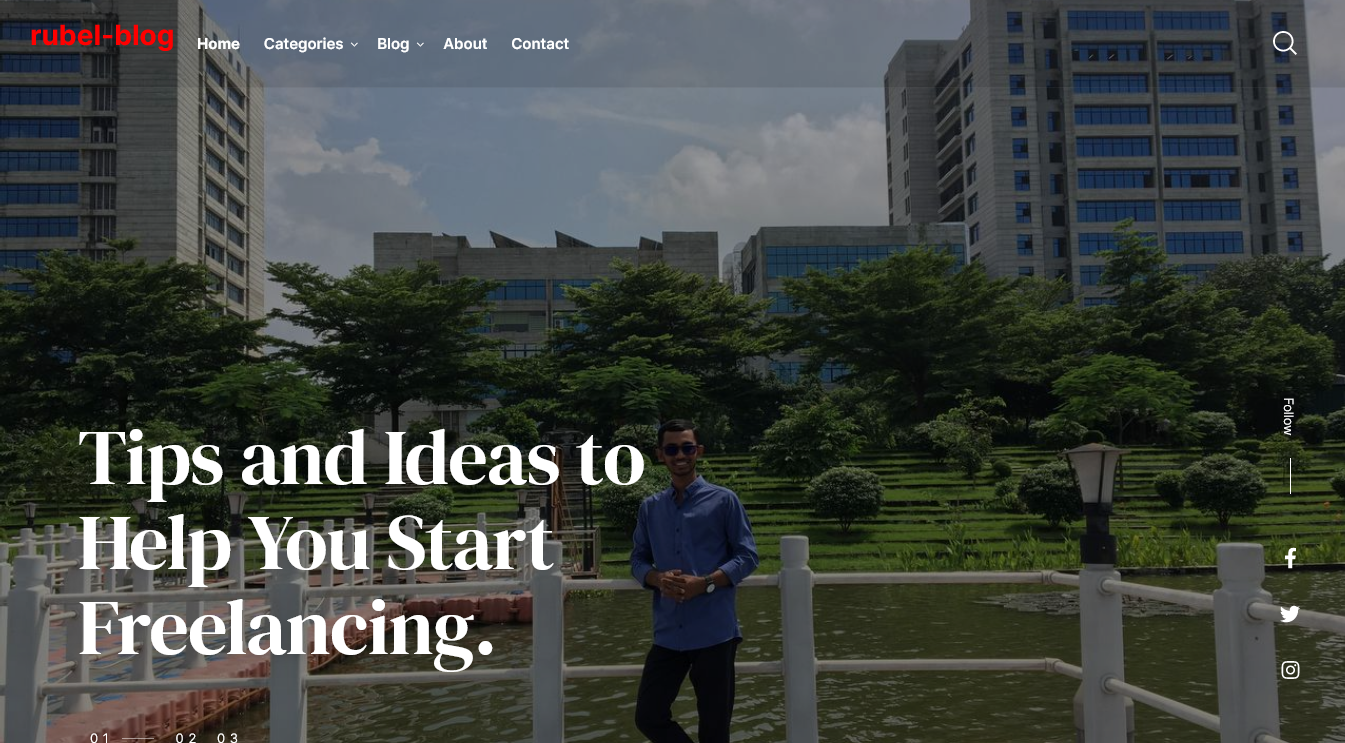 rubel-blog
Home Categories Blog About Contact
Tips and Ideas to
Help You Start
Freelancing.
Follow
01 02 03